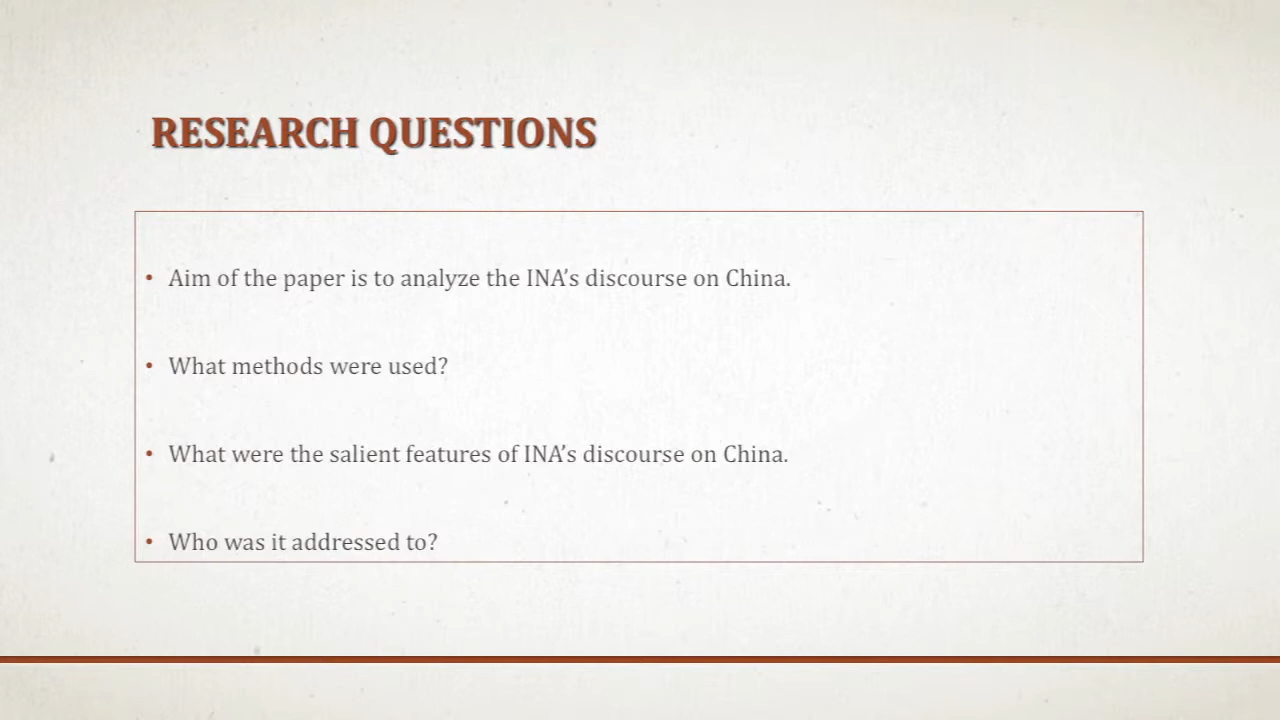 RESEARCH QUESTIONS
• Aim of the paper is to analyze the INA’s discourse on China.
• What methods were used?
• What were the salient features of INA’s discourse on China.
• Who was it addressed to?